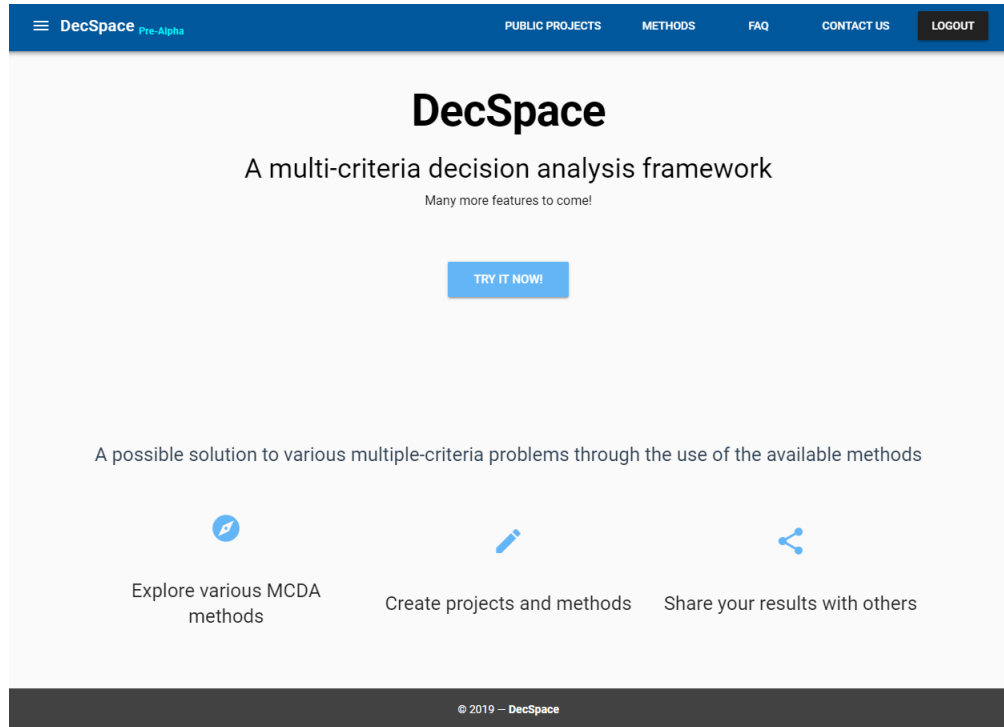 DecSpace Pre-Alpha
PUBLIC PROJECTS
METHODS
FAQ
CONTACT US
LOGOUT
DecSpace
A multi-criteria decision analysis framework
Many more features to come!
TRY IT NOW!
A possible solution to various multiple-criteria problems through the use of the available methods
Explore various MCDA
methods
Create projects and methods
Share your results with others
© 2019 — DecSpace